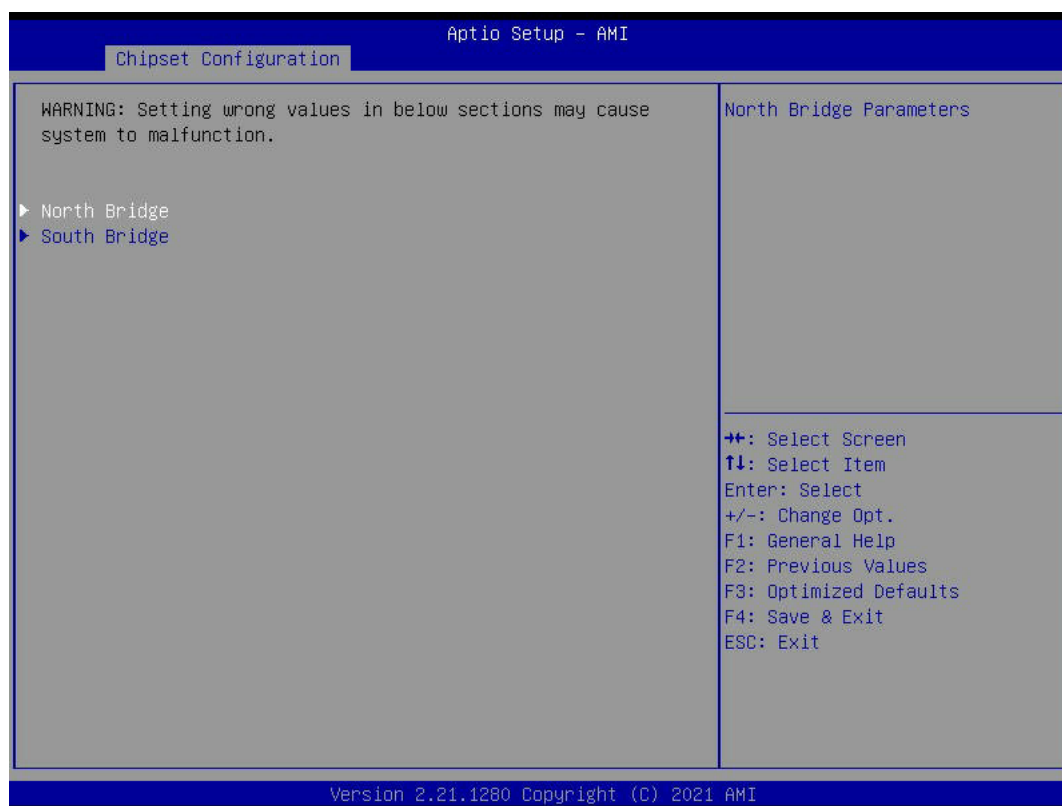 Aptio Setup – AMI
Chipset Configuration
WARNING: Setting wrong values in below sections may cause
system to malfunction.
North Bridge
South Bridge
North Bridge Parameters
→←: Select Screen
↑↓: Select Item
Enter: Select
+/-: Change Opt.
F1: General Help
F2: Previous Values
F3: Optimized Defaults
F4: Save & Exit
ESC: Exit
Version 2.21.1280 Copyright (C) 2021 AMI